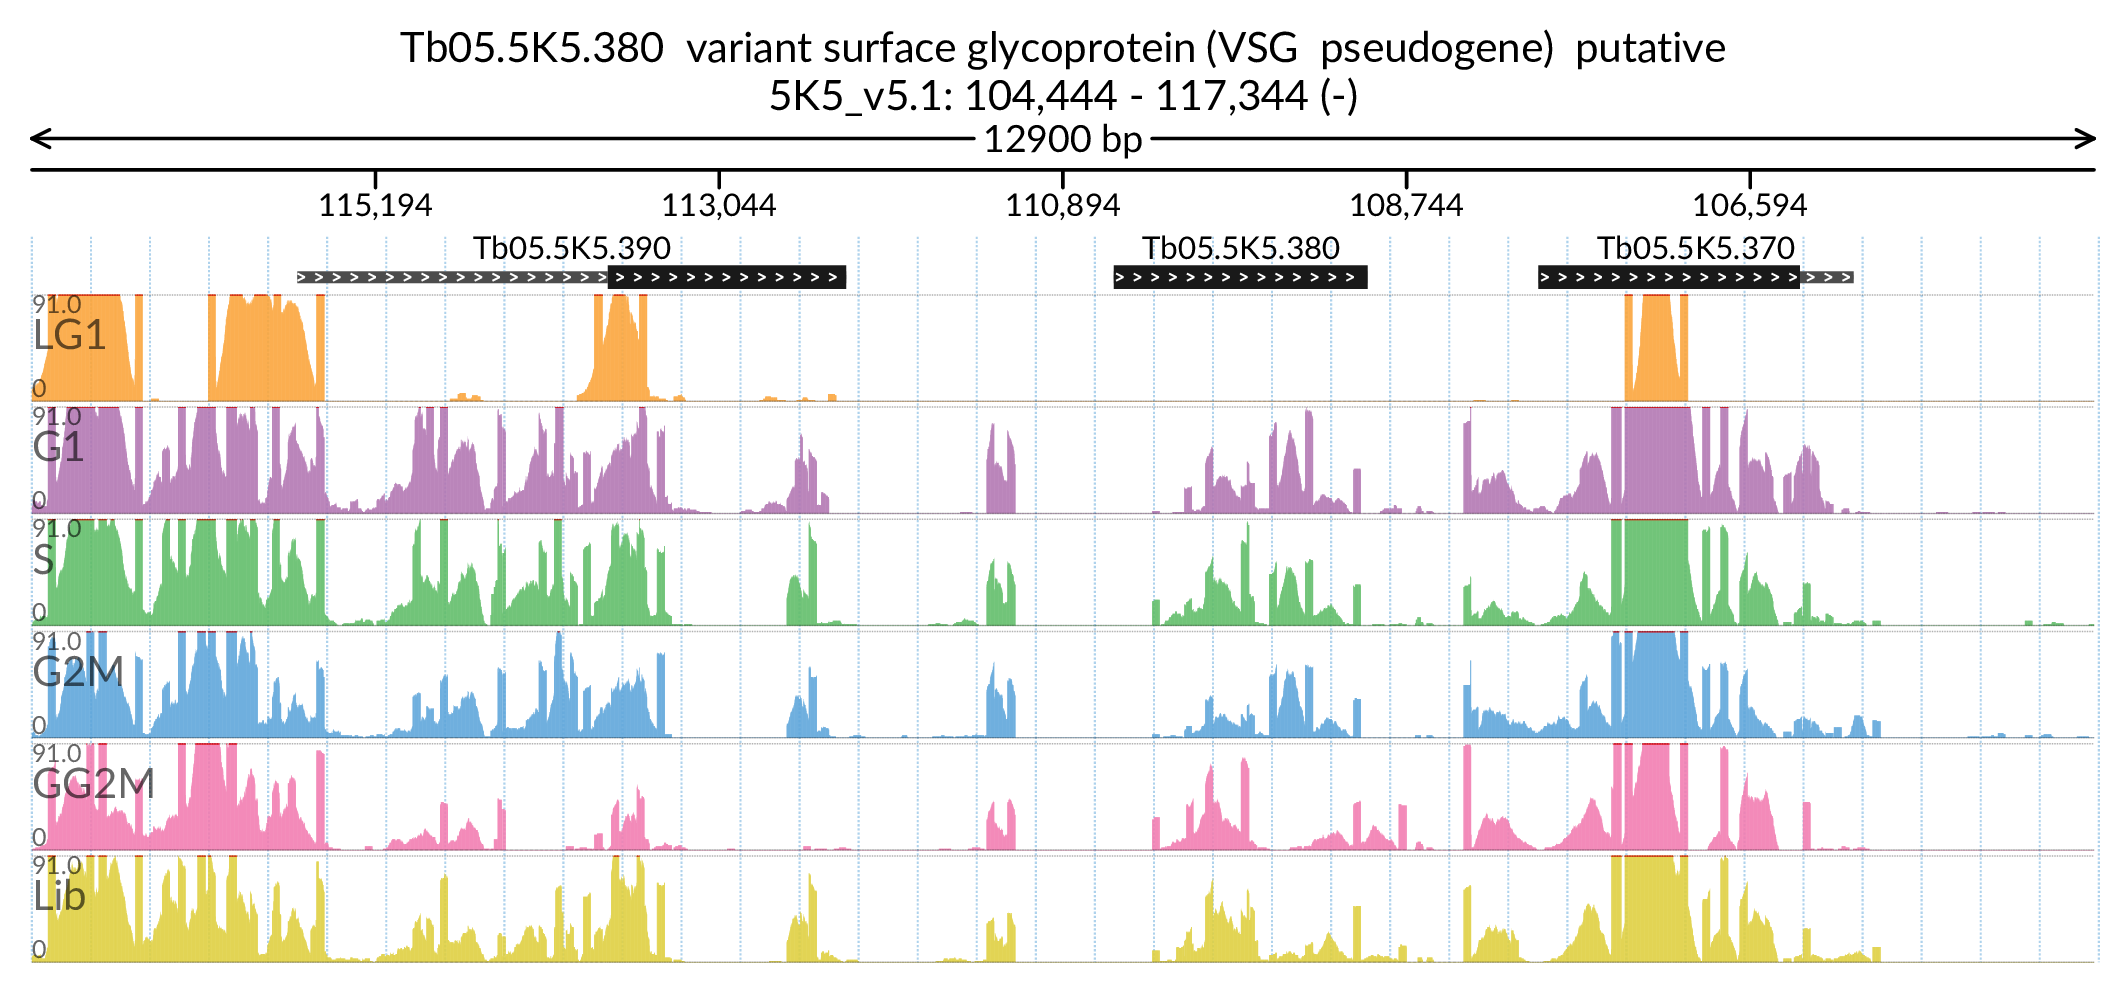 Tb05.5K5.380 variant surface glycoprotein (VSG pseudogene) putative
5K5_v5.1: 104,444 - 117,344 (-)
12900 bp
115,194 113,044 110,894 108,744 106,594
Tb05.5K5.390 Tb05.5K5.380 Tb05.5K5.370
91.0
LG1
0
91.0
G1
0
91.0
S
0
91.0
G2M
0
91.0
GG2M
0
91.0
Lib
0